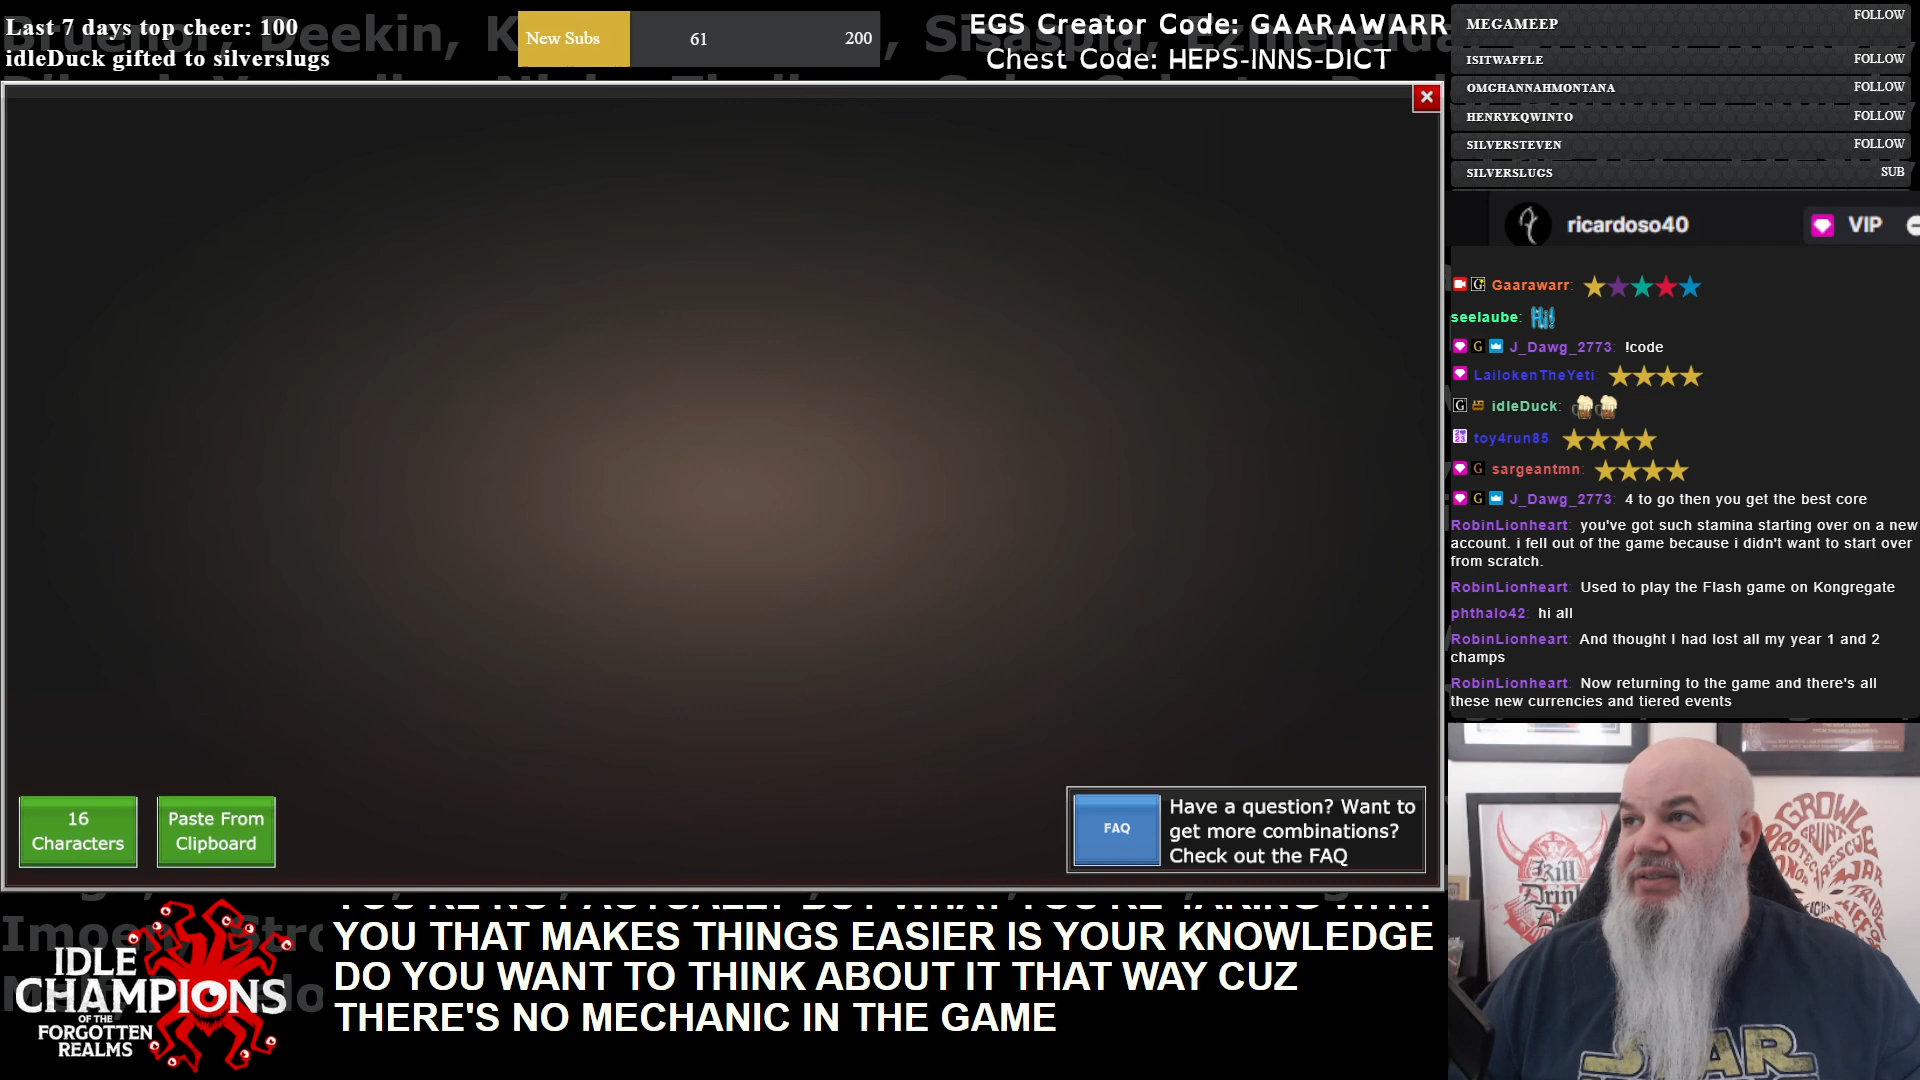 Last 7 days top cheer: 100
idleDuck gifted to silverslugs
New Subs 61 200
EGS Creator Code: GAARAWARR
Chest Code: HEPS-INNS-DICT
MEGAMEEP FOLLOW
ISITWAFFLE FOLLOW
OMGHANNAHMONTANA FOLLOW
HENRYKQWINTO FOLLOW
SILVERSTEVEN FOLLOW
SILVERSLUGS SUB
ricardoso40 VIP
Gaarawarr:
seelaube: Hi!
J_Dawg_2773: !code
LailokenTheYeti:
idleDuck:
toy4run85:
sargeantmn:
J_Dawg_2773: 4 to go then you get the best core
RobinLionheart: you've got such stamina starting over on a new
account. i fell out of the game because i didn't want to start over
from scratch.
RobinLionheart: Used to play the Flash game on Kongregate
phthalo42: hi all
RobinLionheart: And thought I had lost all my year 1 and 2
champs
RobinLionheart: Now returning to the game and there's all
these new currencies and tiered events
16
Characters
Paste From
Clipboard
FAQ
Have a question? Want to
get more combinations?
Check out the FAQ
IDLE
CHAMPIONS
OF THE
FORGOTTEN
REALMS
YOU THAT MAKES THINGS EASIER IS YOUR KNOWLEDGE
DO YOU WANT TO THINK ABOUT IT THAT WAY CUZ
THERE'S NO MECHANIC IN THE GAME
Kill
Drin
GROWL
GRUNT
STAR